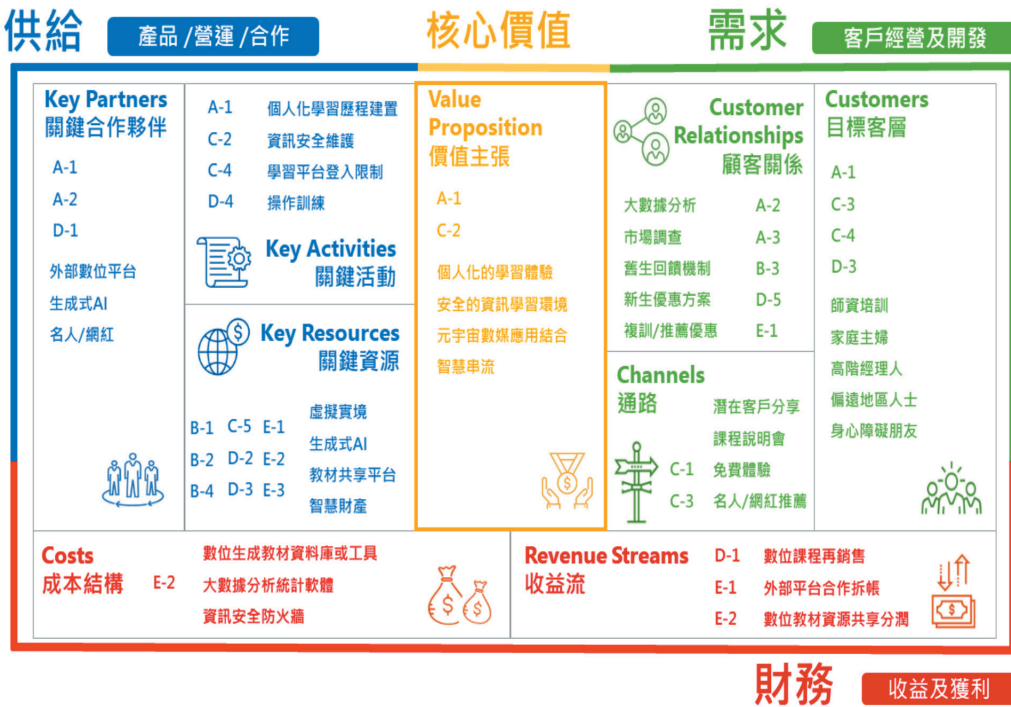 供給 產品 /營運 /合作
核心價值
需求 客戶經營及開發
Key Partners
關鍵合作夥伴
A-1
A-2
D-1
外部數位平台
生成式AI
名人/網紅
A-1 個人化學習歷程建置
C-2 資訊安全維護
C-4 學習平台登入限制
D-4 操作訓練
Key Activities
關鍵活動
Key Resources
關鍵資源
B-1 C-5 E-1
B-2 D-2 E-2
B-4 D-3 E-3
虛擬實境
生成式AI
教材共享平台
智慧財產
Value
Proposition
價值主張
A-1
C-2
個人化的學習體驗
安全的資訊學習環境
元宇宙數媒應用結合
智慧串流
Customer
Relationships
顧客關係
大數據分析 A-2
市場調查 A-3
舊生回饋機制 B-3
新生優惠方案 D-5
複訓/推薦優惠 E-1
Channels
通路
潛在客戶分享
課程說明會
C-1 免費體驗
C-3 名人/網紅推薦
Customers
目標客層
A-1
C-3
C-4
D-3
師資培訓
家庭主婦
高階經理人
偏遠地區人士
身心障礙朋友
Costs
成本結構
E-2
數位生成教材資料庫或工具
大數據分析統計軟體
資訊安全防火牆
Revenue Streams
收益流
D-1 數位課程再銷售
E-1 外部平台合作拆帳
E-2 數位教材資源共享分潤
財務 收益及獲利